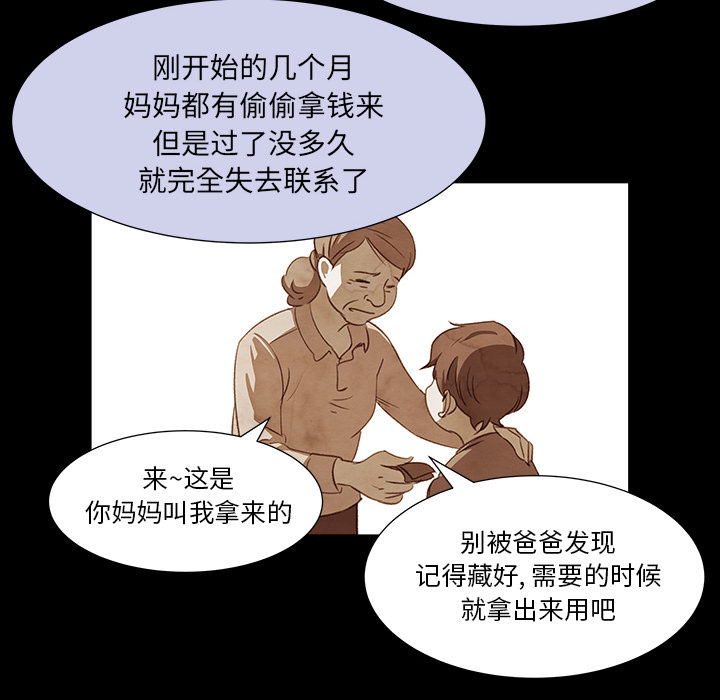 刚开始的几个月
妈妈都有偷偷拿钱来
但是过了没多久
就完全失去联系了
来~这是
你妈妈叫我拿来的
别被爸爸发现
记得藏好, 需要的时候
就拿出来用吧